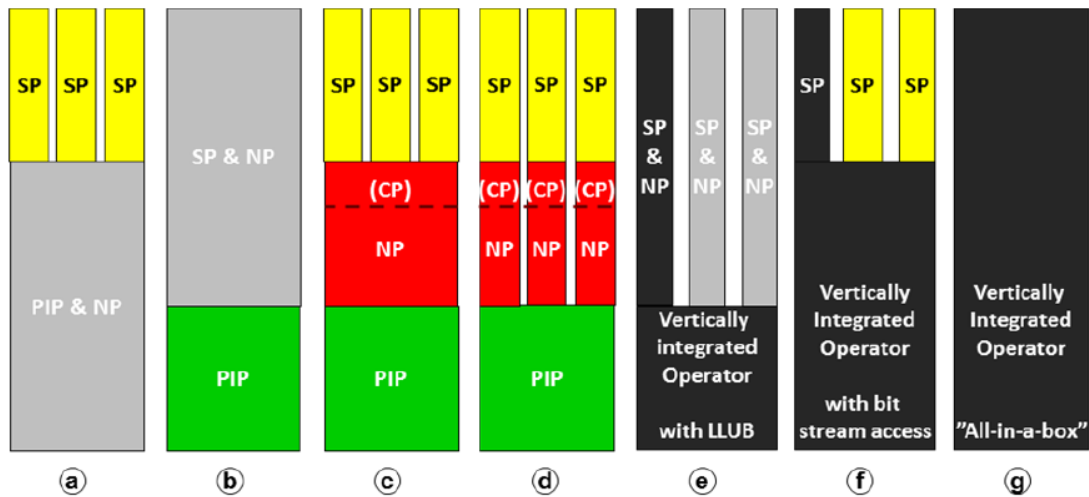 SP SP SP
PIP & NP
a
SP & NP
PIP
b
SP SP SP
(CP)
NP
PIP
c
SP SP SP
(CP) (CP) (CP)
NP NP NP
PIP
d
SP & NP
SP & NP
SP & NP
Vertically
integrated
Operator
with LLUB
e
SP SP SP
Vertically
Integrated
Operator
with bit
stream access
f
Vertically
Integrated
Operator
"All-in-a-box"
g